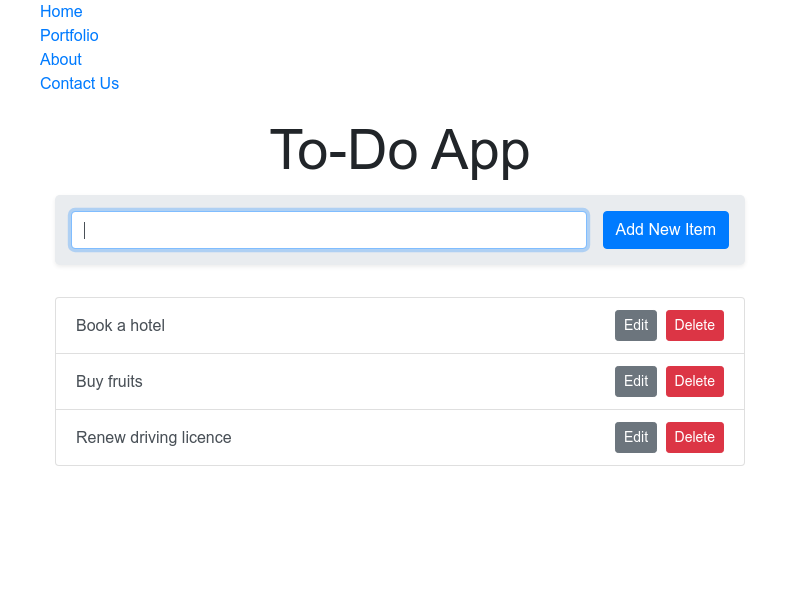 Home
Portfolio
About
Contact Us
To-Do App
Add New Item
Book a hotel Edit Delete
Buy fruits Edit Delete
Renew driving licence Edit Delete